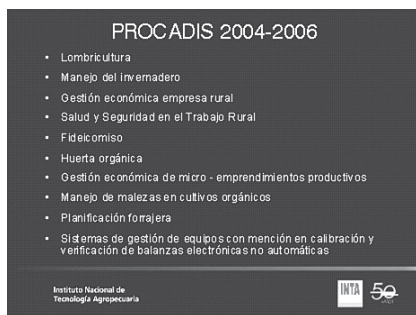 PROCADIS 2004-2006
• Lombricultura
• Manejo del invernadero
• Gestión económica empresa rural
• Salud y Seguridad en el Trabajo Rural
• Fideicomiso
• Huerta orgánica
• Gestión económica de micro - emprendimientos productivos
• Manejo de malezas en cultivos orgánicos
• Planificación forrajera
• Sistemas de gestión de equipos con mención en calibración y
verificación de balanzas electrónicas no automáticas
Instituto Nacional de
Tecnología Agropecuaria
INTA
50